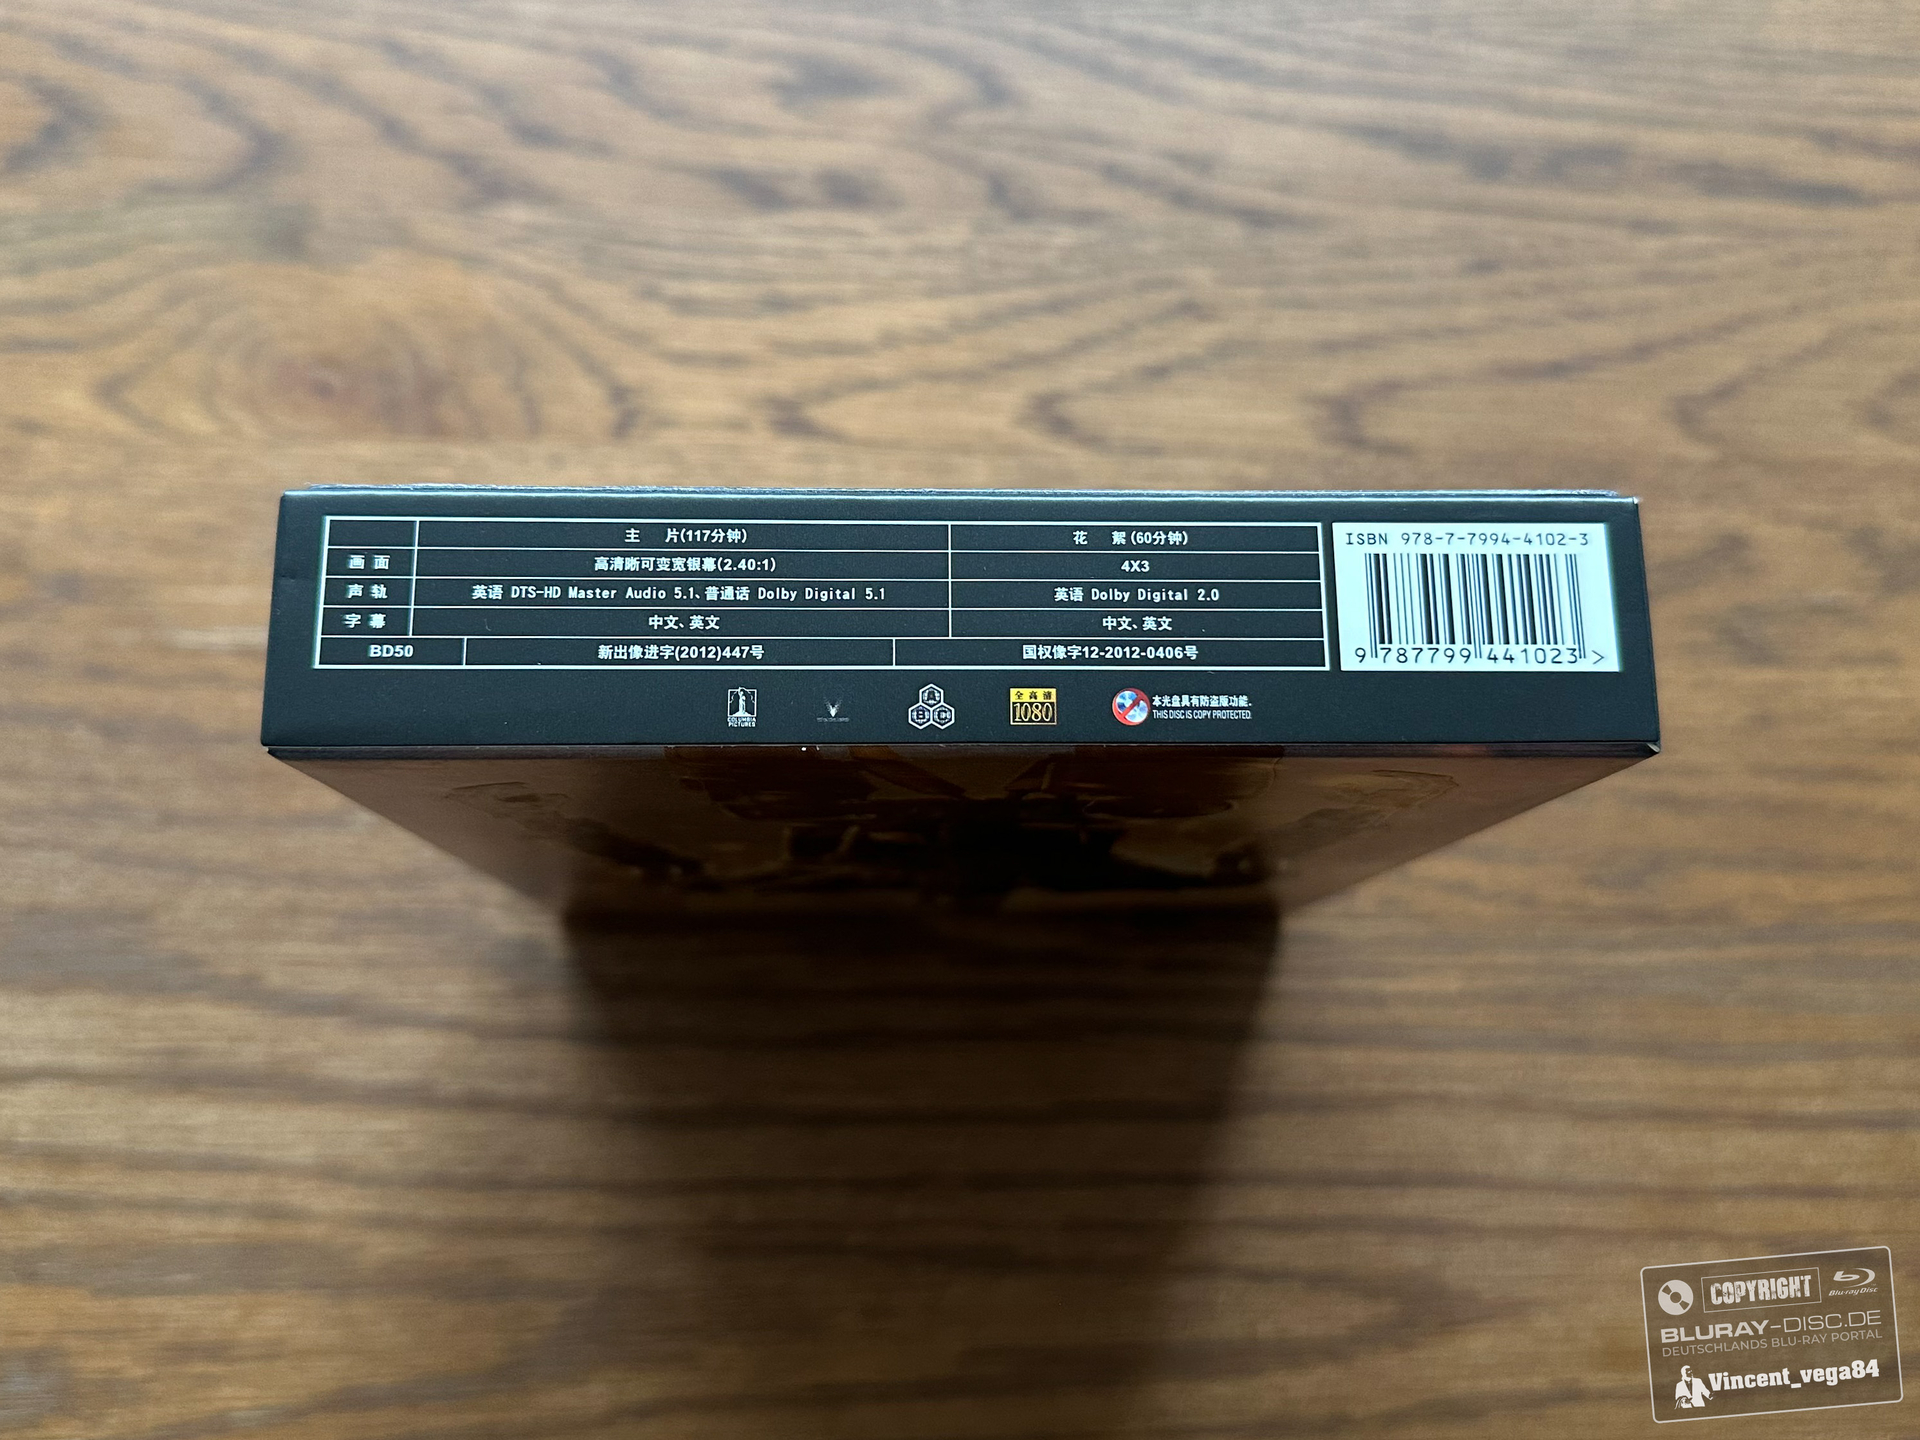 主 片(117分钟) 花 絮(60分钟)
画 面 高清晰可变宽银幕(2.40:1) 4X3
声 轨 英语 DTS-HD Master Audio 5.1、普通话 Dolby Digital 5.1 英语 Dolby Digital 2.0
字 幕 中文、英文 中文、英文
BD50 新出像进字(2012)447号 国权像字12-2012-0406号
ISBN 978-7-7994-4102-3
9 787799 441023 >
COLUMBIA
PICTURES
A
B C
全高清
1080
本光盘具有防盗版功能.
THIS DISC IS COPY PROTECTED.
COPYRIGHT
Blu-ray Disc
BLURAY-DISC.DE
DEUTSCHLANDS BLU-RAY PORTAL
Vincent_vega84